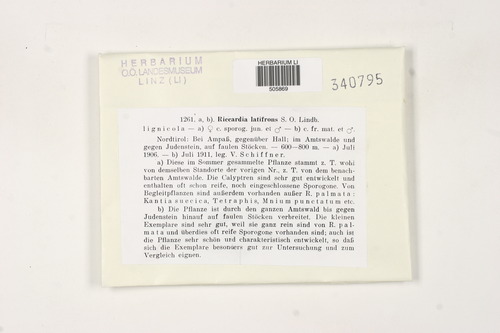 HERBARIUM
O.Ö. LANDESMUSEUM
LINZ (LI)
HERBARIUM LI
505869
340795
1261. a, b). Riccardia latifrons S. O. Lindb.
lignicola — a) ♀ c. sporog. jun. et ♂ — b) c. fr. mat. et ♂.
Nordtirol: Bei Ampaß, gegenüber Hall; im Amtswalde und
gegen Judenstein, auf faulen Stöcken. — 600—800 m. — a) Juli
1906. — b) Juli 1911, leg. V. Schiffner.
a) Diese im Sommer gesammelte Pflanze stammt z. T. wohl
von demselben Standorte der vorigen Nr., z. T. von dem benach-
barten Amtswalde. Die Calyptren sind sehr gut entwickelt und
enthalten oft schon reife, noch eingeschlossene Sporogone. Von
Begleitpflanzen sind außerdem vorhanden außer R. palmata:
Kantia suecica, Tetraphis, Mnium punctatum etc.
b) Die Pflanze ist durch den ganzen Amtswald bis gegen
Judenstein hinauf auf faulen Stöcken verbreitet. Die kleinen
Exemplare sind sehr gut, weil sie ganz rein sind von R. pal-
mata und überdies oft reife Sporogone vorhanden sind; auch ist
die Pflanze sehr schön und charakteristisch entwickelt, so daß
sich die Exemplare besonders gut zur Untersuchung und zum
Vergleich eignen.